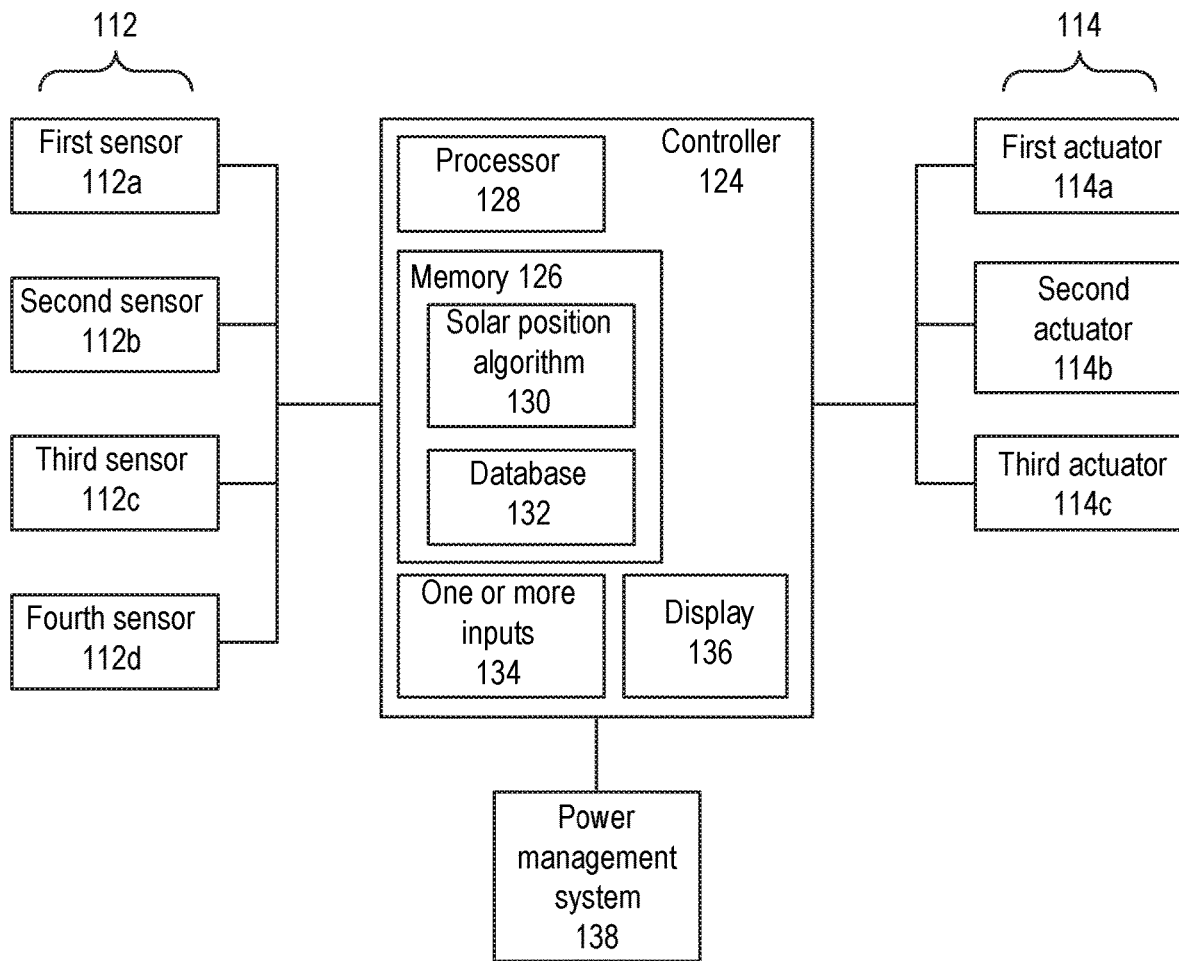 112
First sensor
112a
Second sensor
112b
Third sensor
112c
Fourth sensor
112d
Controller
124
Processor
128
Memory 126
Solar position
algorithm
130
Database
132
One or more
inputs
134
Display
136
Power
management
system
138
114
First actuator
114a
Second
actuator
114b
Third actuator
114c